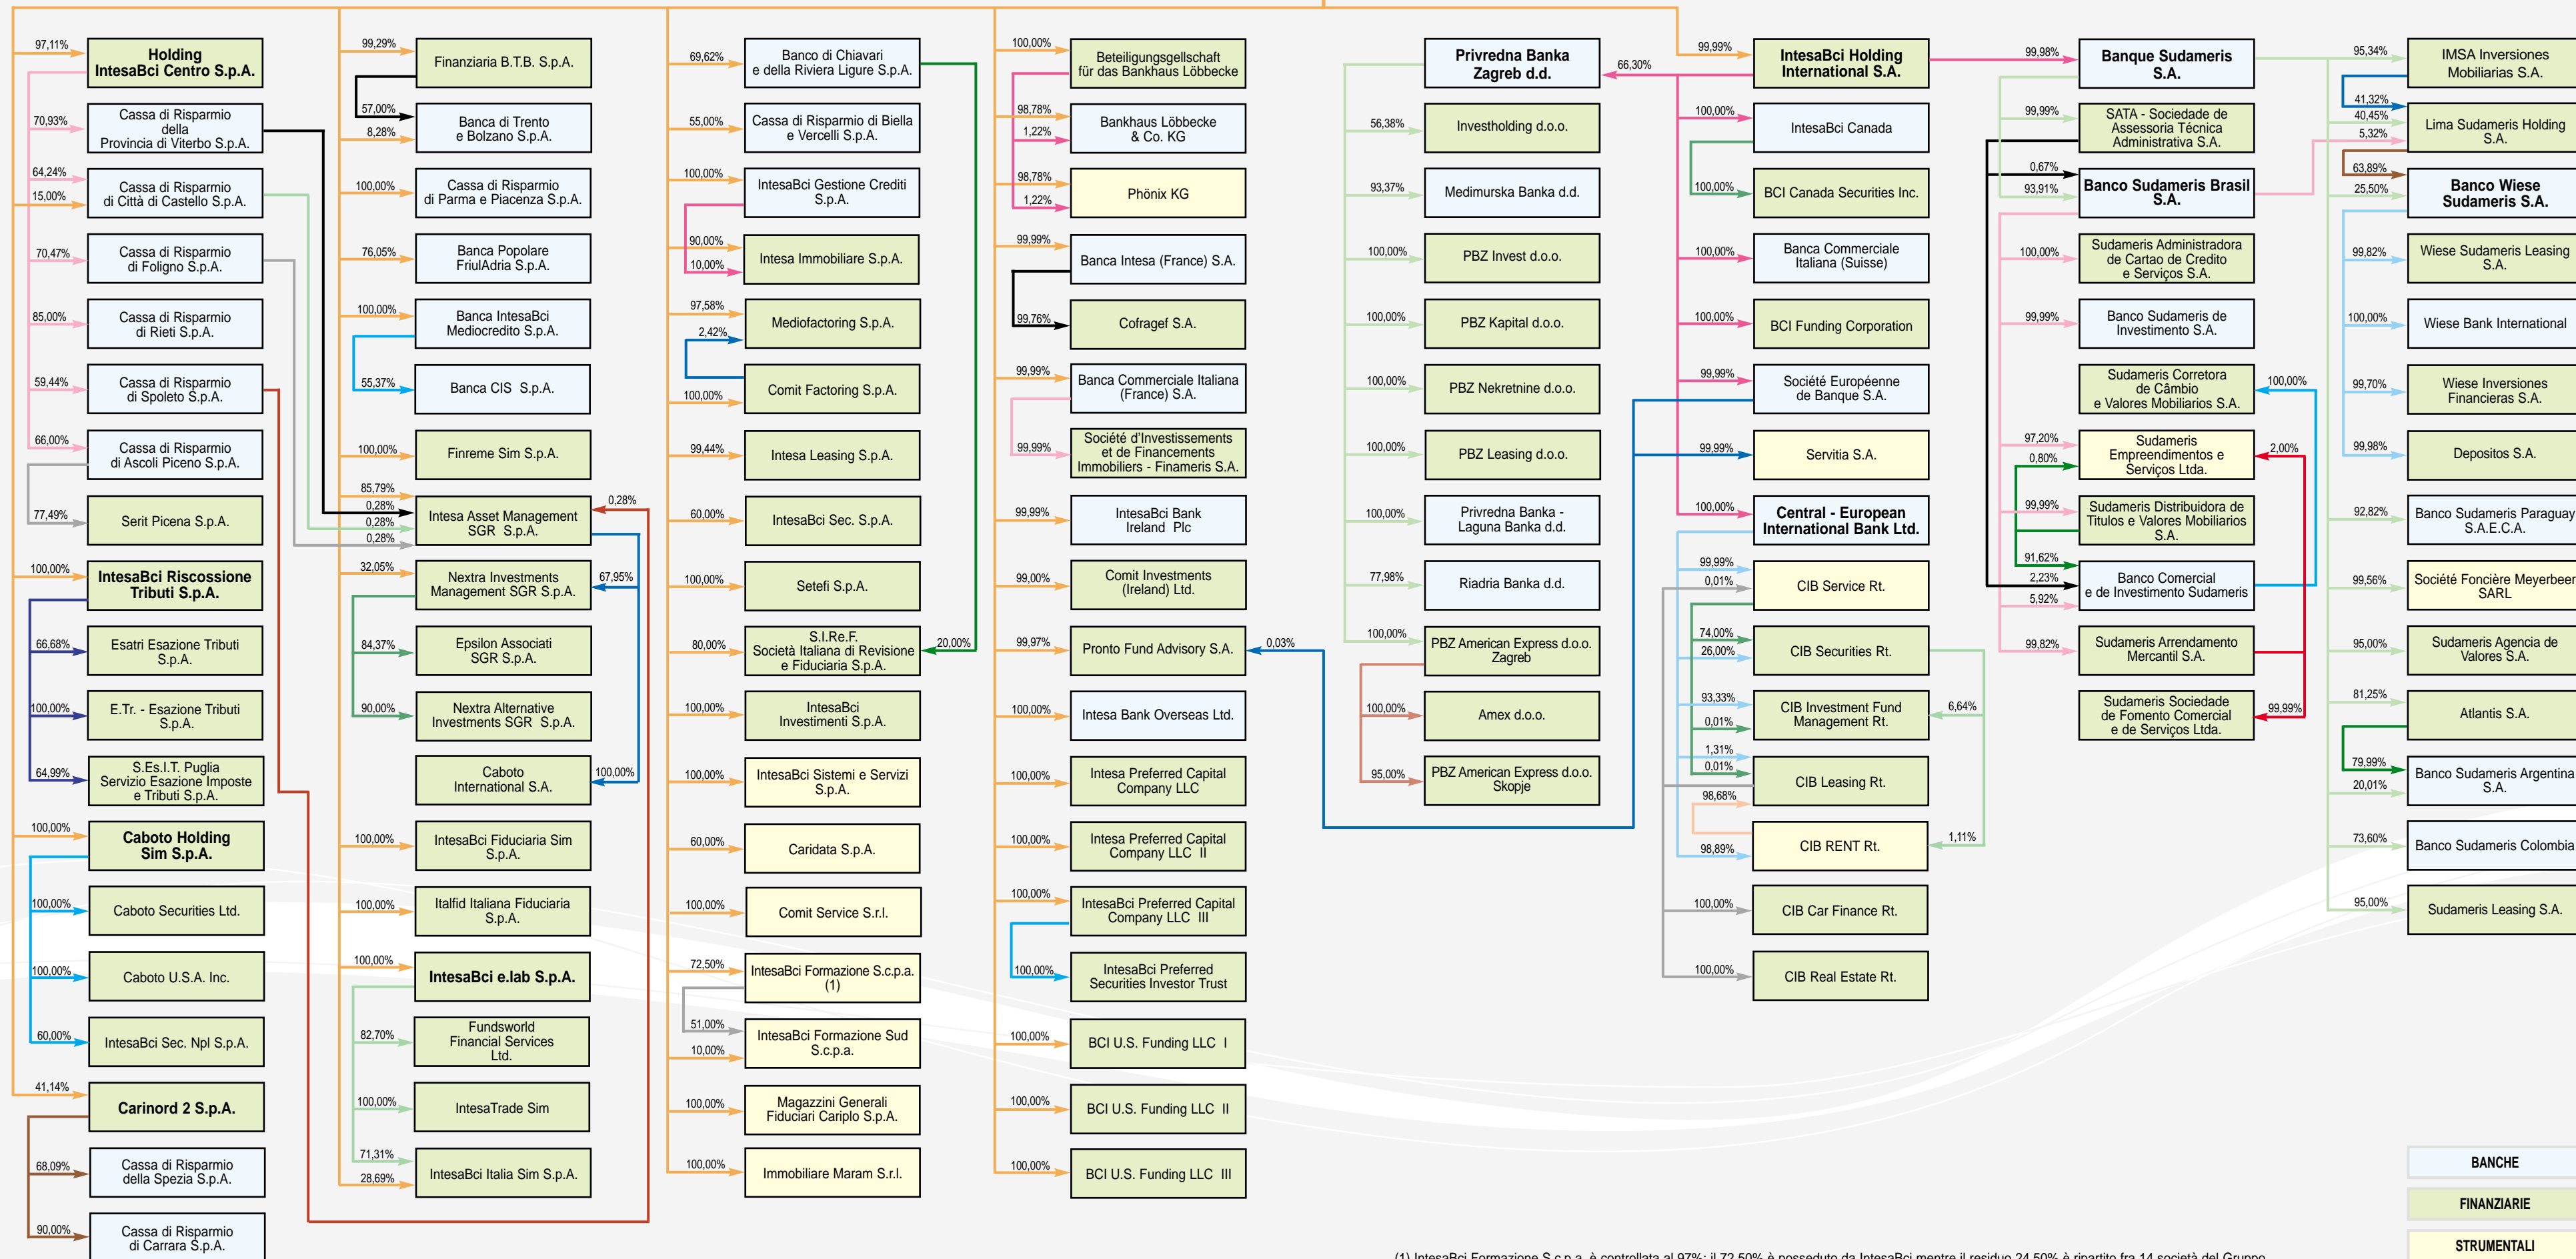 97,11%
Holding
IntesaBci Centro S.p.A.
70,93%
Cassa di Risparmio
della
Provincia di Viterbo S.p.A.
64,24%
15,00%
Cassa di Risparmio
di Città di Castello S.p.A.
70,47%
Cassa di Risparmio
di Foligno S.p.A.
85,00%
Cassa di Risparmio
di Rieti S.p.A.
59,44%
Cassa di Risparmio
di Spoleto S.p.A.
66,00%
Cassa di Risparmio
di Ascoli Piceno S.p.A.
77,49%
Serit Picena S.p.A.
100,00%
IntesaBci Riscossione
Tributi S.p.A.
66,68%
Esatri Esazione Tributi
S.p.A.
100,00%
E.Tr. - Esazione Tributi
S.p.A.
64,99%
S.Es.I.T. Puglia
Servizio Esazione Imposte
e Tributi S.p.A.
100,00%
Caboto Holding
Sim S.p.A.
100,00%
Caboto Securities Ltd.
100,00%
Caboto U.S.A. Inc.
60,00%
IntesaBci Sec. Npl S.p.A.
41,14%
Carinord 2 S.p.A.
68,09%
Cassa di Risparmio
della Spezia S.p.A.
90,00%
Cassa di Risparmio
di Carrara S.p.A.
99,29%
Finanziaria B.T.B. S.p.A.
57,00%
8,28%
Banca di Trento
e Bolzano S.p.A.
100,00%
Cassa di Risparmio
di Parma e Piacenza S.p.A.
76,05%
Banca Popolare
FriulAdria S.p.A.
100,00%
Banca IntesaBci
Mediocredito S.p.A.
55,37%
Banca CIS S.p.A.
100,00%
Finreme Sim S.p.A.
85,79%
0,28%
0,28%
0,28%
Intesa Asset Management
SGR S.p.A.
0,28%
32,05%
Nextra Investments
Management SGR S.p.A.
67,95%
84,37%
Epsilon Associati
SGR S.p.A.
90,00%
Nextra Alternative
Investments SGR S.p.A.
Caboto
International S.A.
100,00%
100,00%
IntesaBci Fiduciaria Sim
S.p.A.
100,00%
Italfid Italiana Fiduciaria
S.p.A.
100,00%
IntesaBci e.lab S.p.A.
82,70%
Fundsworld
Financial Services
Ltd.
100,00%
IntesaTrade Sim
71,31%
28,69%
IntesaBci Italia Sim S.p.A.
69,62%
Banco di Chiavari
e della Riviera Ligure S.p.A.
55,00%
Cassa di Risparmio di Biella
e Vercelli S.p.A.
100,00%
IntesaBci Gestione Crediti
S.p.A.
90,00%
10,00%
Intesa Immobiliare S.p.A.
97,58%
2,42%
Mediofactoring S.p.A.
100,00%
Comit Factoring S.p.A.
99,44%
Intesa Leasing S.p.A.
60,00%
IntesaBci Sec. S.p.A.
100,00%
Setefi S.p.A.
80,00%
S.I.Re.F.
Società Italiana di Revisione
e Fiduciaria S.p.A.
20,00%
100,00%
IntesaBci
Investimenti S.p.A.
100,00%
IntesaBci Sistemi e Servizi
S.p.A.
60,00%
Caridata S.p.A.
100,00%
Comit Service S.r.l.
72,50%
IntesaBci Formazione S.c.p.a.
(1)
51,00%
10,00%
IntesaBci Formazione Sud
S.c.p.a.
100,00%
Magazzini Generali
Fiduciari Cariplo S.p.A.
100,00%
Immobiliare Maram S.r.l.
100,00%
Beteiligungsgellschaft
für das Bankhaus Löbbecke
98,78%
1,22%
Bankhaus Löbbecke
& Co. KG
98,78%
1,22%
Phönix KG
99,99%
Banca Intesa (France) S.A.
99,76%
Cofragef S.A.
99,99%
Banca Commerciale Italiana
(France) S.A.
99,99%
Société d'Investissements
et de Financements
Immobiliers - Finameris S.A.
99,99%
IntesaBci Bank
Ireland Plc
99,00%
Comit Investments
(Ireland) Ltd.
99,97%
Pronto Fund Advisory S.A.
0,03%
100,00%
Intesa Bank Overseas Ltd.
100,00%
Intesa Preferred Capital
Company LLC
100,00%
Intesa Preferred Capital
Company LLC II
100,00%
IntesaBci Preferred Capital
Company LLC III
100,00%
IntesaBci Preferred
Securities Investor Trust
100,00%
BCI U.S. Funding LLC I
100,00%
BCI U.S. Funding LLC II
100,00%
BCI U.S. Funding LLC III
Privredna Banka
Zagreb d.d.
66,30%
56,38%
Investholding d.o.o.
93,37%
Medimurska Banka d.d.
100,00%
PBZ Invest d.o.o.
100,00%
PBZ Kapital d.o.o.
100,00%
PBZ Nekretnine d.o.o.
100,00%
PBZ Leasing d.o.o.
100,00%
Privredna Banka -
Laguna Banka d.d.
77,98%
Riadria Banka d.d.
100,00%
PBZ American Express d.o.o.
Zagreb
100,00%
Amex d.o.o.
95,00%
PBZ American Express d.o.o.
Skopje
99,99%
IntesaBci Holding
International S.A.
100,00%
IntesaBci Canada
100,00%
BCI Canada Securities Inc.
100,00%
Banca Commerciale
Italiana (Suisse)
100,00%
BCI Funding Corporation
99,99%
Société Européenne
de Banque S.A.
99,99%
Servitia S.A.
100,00%
Central - European
International Bank Ltd.
99,99%
0,01%
CIB Service Rt.
74,00%
26,00%
CIB Securities Rt.
93,33%
0,01%
CIB Investment Fund
Management Rt.
6,64%
1,31%
0,01%
CIB Leasing Rt.
98,68%
98,89%
CIB RENT Rt.
1,11%
100,00%
CIB Car Finance Rt.
100,00%
CIB Real Estate Rt.
99,98%
Banque Sudameris
S.A.
99,99%
SATA - Sociedade de
Assessoria Técnica
Administrativa S.A.
0,67%
93,91%
Banco Sudameris Brasil
S.A.
100,00%
Sudameris Administradora
de Cartao de Credito
e Serviços S.A.
99,99%
Banco Sudameris de
Investimento S.A.
Sudameris Corretora
de Câmbio
e Valores Mobiliarios S.A.
100,00%
97,20%
0,80%
Sudameris
Empreendimentos e
Serviços Ltda.
2,00%
99,99%
Sudameris Distribuidora de
Titulos e Valores Mobiliarios
S.A.
91,62%
2,23%
5,92%
Banco Comercial
e de Investimento Sudameris
99,82%
Sudameris Arrendamento
Mercantil S.A.
Sudameris Sociedade
de Fomento Comercial
e de Serviços Ltda.
99,99%
95,34%
IMSA Inversiones
Mobiliarias S.A.
41,32%
40,45%
5,32%
Lima Sudameris Holding
S.A.
63,89%
25,50%
Banco Wiese
Sudameris S.A.
99,82%
Wiese Sudameris Leasing
S.A.
100,00%
Wiese Bank International
99,70%
Wiese Inversiones
Financieras S.A.
99,98%
Depositos S.A.
92,82%
Banco Sudameris Paraguay
S.A.E.C.A.
99,56%
Société Foncière Meyerbeer
SARL
95,00%
Sudameris Agencia de
Valores S.A.
81,25%
Atlantis S.A.
79,99%
20,01%
Banco Sudameris Argentina
S.A.
73,60%
Banco Sudameris Colombia
95,00%
Sudameris Leasing S.A.
BANCHE
FINANZIARIE
STRUMENTALI
(1) IntesaBci Formazione S.c.p.a. è controllata al 97%: il 72,50% è posseduto da IntesaBci mentre il residuo 24,50% è ripartito fra 14 società del Gruppo